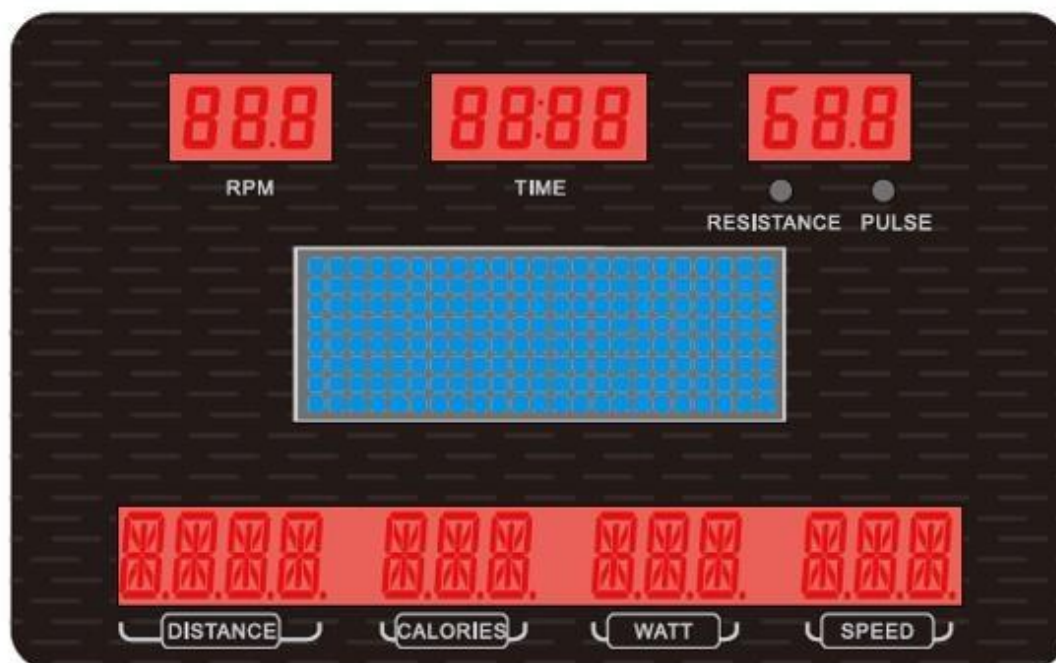 88.8 88:88 68.8
RPM TIME
RESISTANCE PULSE
DISTANCE CALORIES WATT SPEED